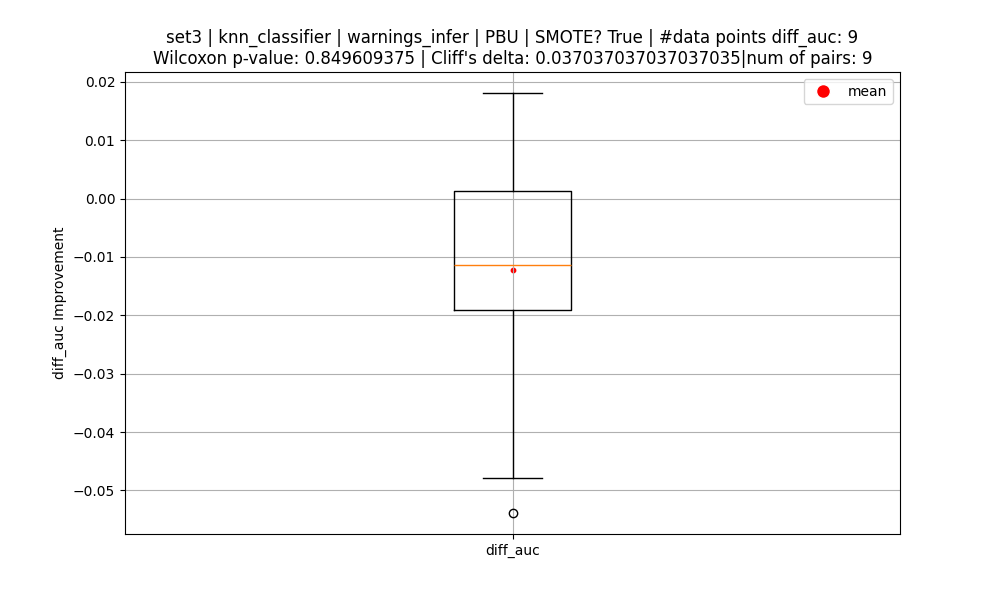 set3 | knn_classifier | warnings_infer | PBU | SMOTE? True | #data points diff_auc: 9
Wilcoxon p-value: 0.849609375 | Cliff's delta: 0.037037037037037035|num of pairs: 9
mean
0.02
0.01
0.00
−0.01
−0.02
−0.03
−0.04
−0.05
diff_auc Improvement
diff_auc